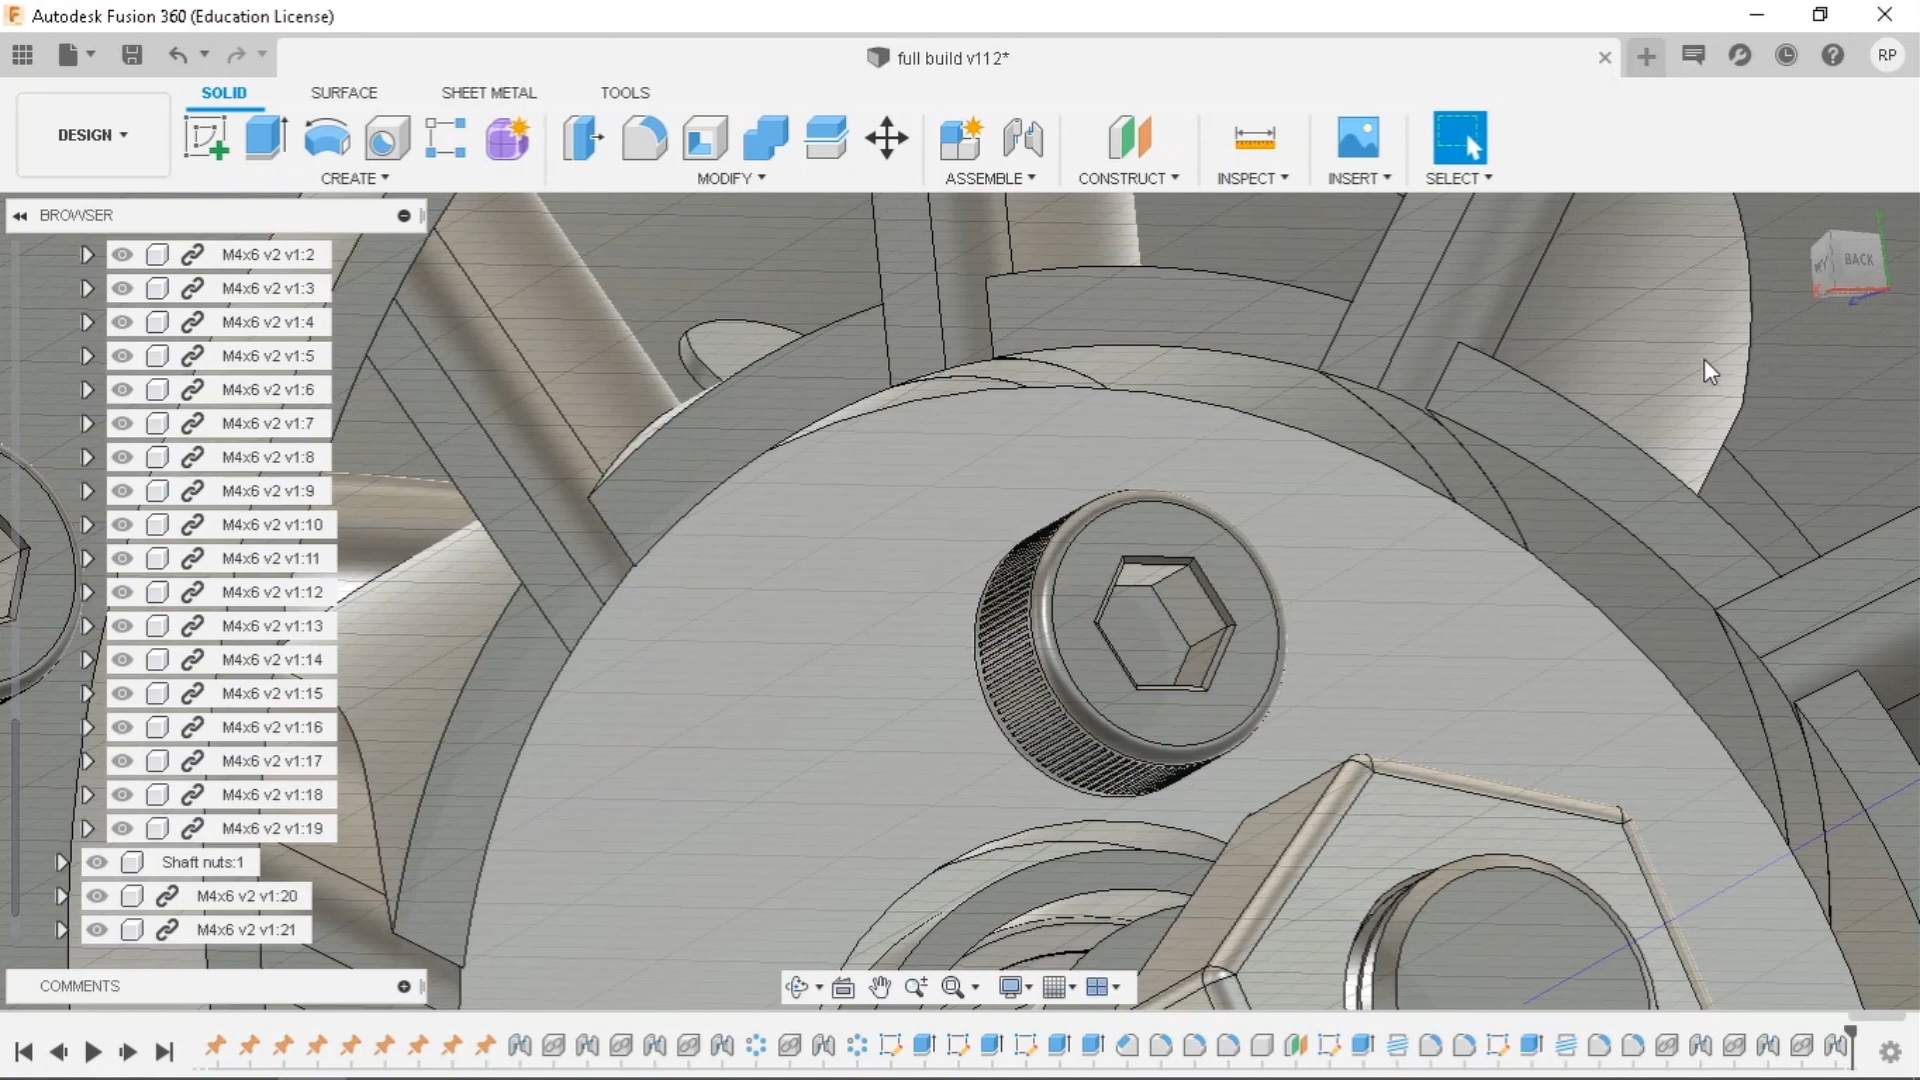 Autodesk Fusion 360 (Education License)
full build v112*
RP
DESIGN
SOLID
SURFACE
SHEET METAL
TOOLS
CREATE
MODIFY
ASSEMBLE
CONSTRUCT
INSPECT
INSERT
SELECT
BROWSER
BACK
M4x6 v2 v1:2
M4x6 v2 v1:3
M4x6 v2 v1:4
M4x6 v2 v1:5
M4x6 v2 v1:6
M4x6 v2 v1:7
M4x6 v2 v1:8
M4x6 v2 v1:9
M4x6 v2 v1:10
M4x6 v2 v1:11
M4x6 v2 v1:12
M4x6 v2 v1:13
M4x6 v2 v1:14
M4x6 v2 v1:15
M4x6 v2 v1:16
M4x6 v2 v1:17
M4x6 v2 v1:18
M4x6 v2 v1:19
Shaft nuts:1
M4x6 v2 v1:20
M4x6 v2 v1:21
COMMENTS